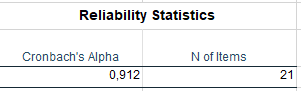 Reliability Statistics
Cronbach's Alpha N of Items
0,912 21